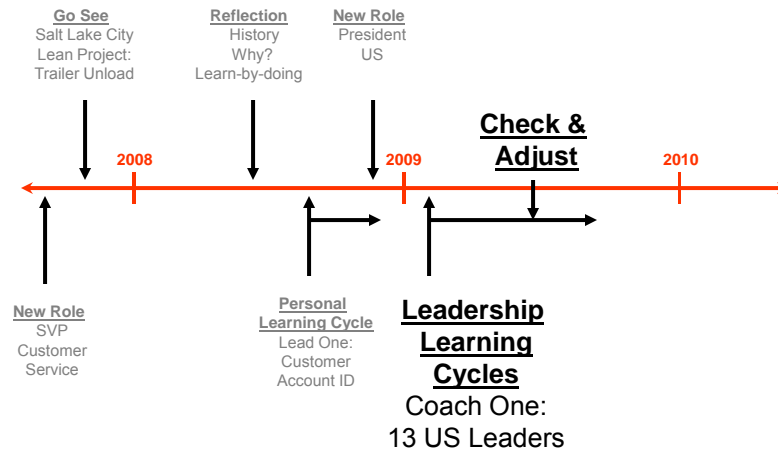 Go See
Salt Lake City
Lean Project:
Trailer Unload
Reflection
History
Why?
Learn-by-doing
New Role
President
US
Check &
Adjust
2008
2009
2010
New Role
SVP
Customer
Service
Personal
Learning Cycle
Lead One:
Customer
Account ID
Leadership
Learning
Cycles
Coach One:
13 US Leaders